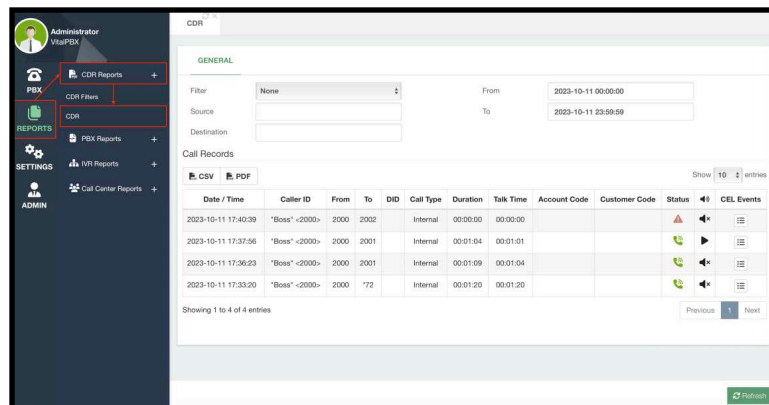 Administrator
VitalPBX
PBX
REPORTS
SETTINGS
ADMIN
CDR Reports +
CDR Filters
CDR
PBX Reports +
IVR Reports +
Call Center Reports +
CDR
GENERAL
Filter None From 2023-10-11 00:00:00
Source To 2023-10-11 23:59:59
Destination
Call Records
CSV PDF Show 10 entries
Date / Time Caller ID From To DID Call Type Duration Talk Time Account Code Customer Code Status CEL Events
2023-10-11 17:40:39 "Boss" <2000> 2000 2002 Internal 00:00:00 00:00:00
2023-10-11 17:37:56 "Boss" <2000> 2000 2001 Internal 00:01:04 00:01:01
2023-10-11 17:36:23 "Boss" <2000> 2000 2001 Internal 00:01:09 00:01:04
2023-10-11 17:33:20 "Boss" <2000> 2000 *72 Internal 00:01:20 00:01:20
Showing 1 to 4 of 4 entries Previous 1 Next
Refresh